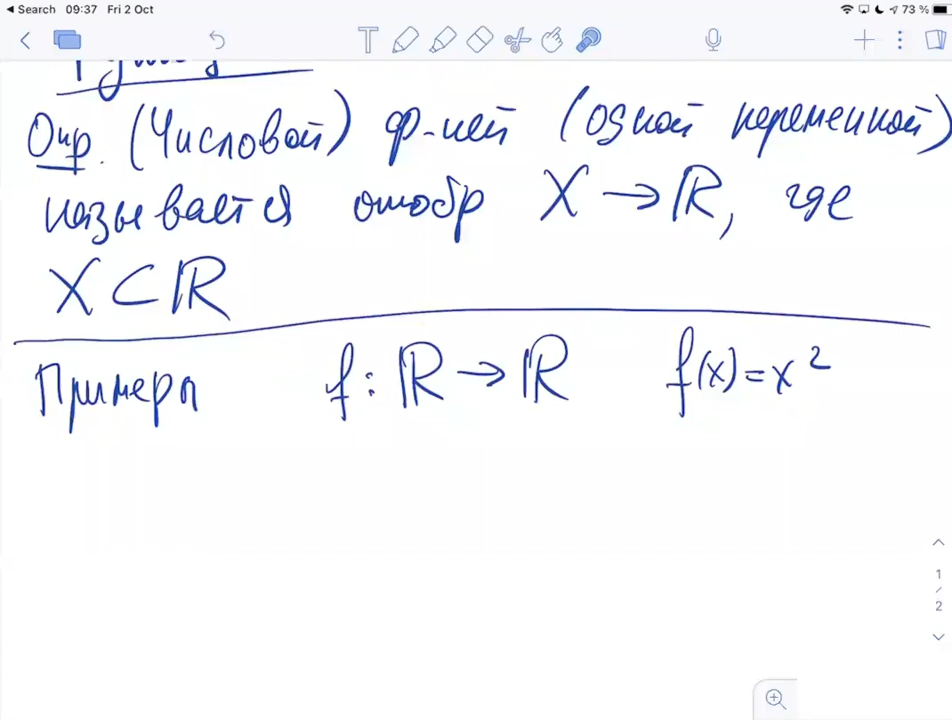 Search 09:37 Fri 2 Oct 73 %
Опр. (Числовой) ф-ией (одной переменной)
называется отобр X → ℝ, где
X ⊂ ℝ
Примеры f: ℝ → ℝ f(x) = x²
1
/
2